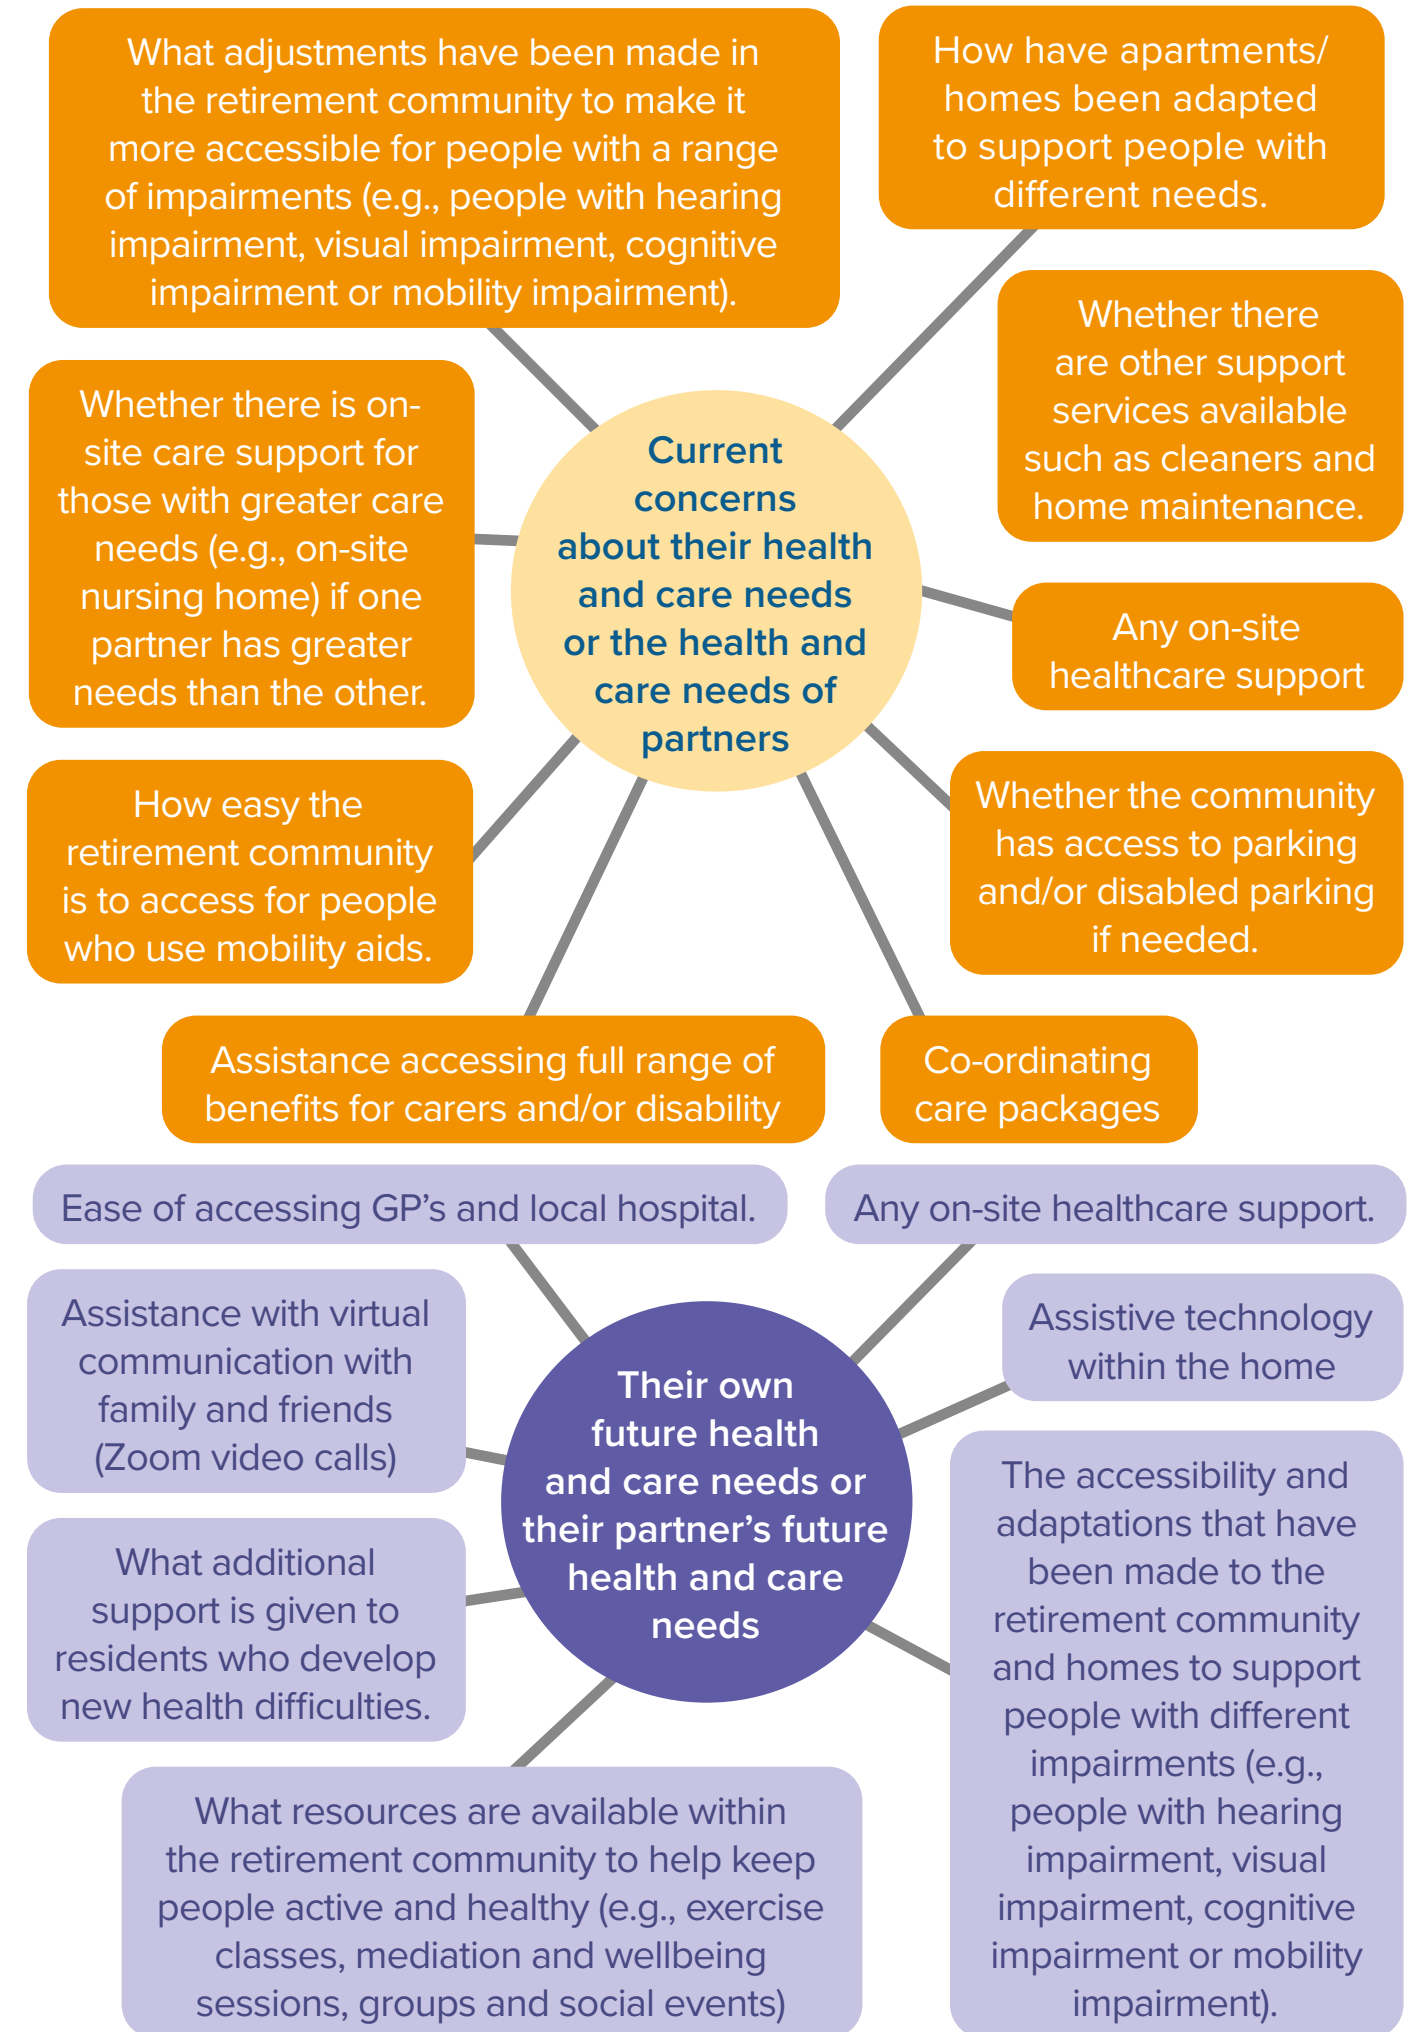 What adjustments have been made in
the retirement community to make it
more accessible for people with a range
of impairments (e.g., people with hearing
impairment, visual impairment, cognitive
impairment or mobility impairment).
How have apartments/
homes been adapted
to support people with
different needs.
Whether there
are other support
services available
such as cleaners and
home maintenance.
Whether there is on-
site care support for
those with greater care
needs (e.g., on-site
nursing home) if one
partner has greater
needs than the other.
Current
concerns
about their health
and care needs
or the health and
care needs of
partners
Any on-site
healthcare support
How easy the
retirement community
is to access for people
who use mobility aids.
Whether the community
has access to parking
and/or disabled parking
if needed.
Assistance accessing full range of
benefits for carers and/or disability
Co-ordinating
care packages
Ease of accessing GP's and local hospital.
Any on-site healthcare support.
Assistance with virtual
communication with
family and friends
(Zoom video calls)
Assistive technology
within the home
Their own
future health
and care needs or
their partner's future
health and care
needs
What additional
support is given to
residents who develop
new health difficulties.
The accessibility and
adaptations that have
been made to the
retirement community
and homes to support
people with different
impairments (e.g.,
people with hearing
impairment, visual
impairment, cognitive
impairment or mobility
impairment).
What resources are available within
the retirement community to help keep
people active and healthy (e.g., exercise
classes, mediation and wellbeing
sessions, groups and social events)